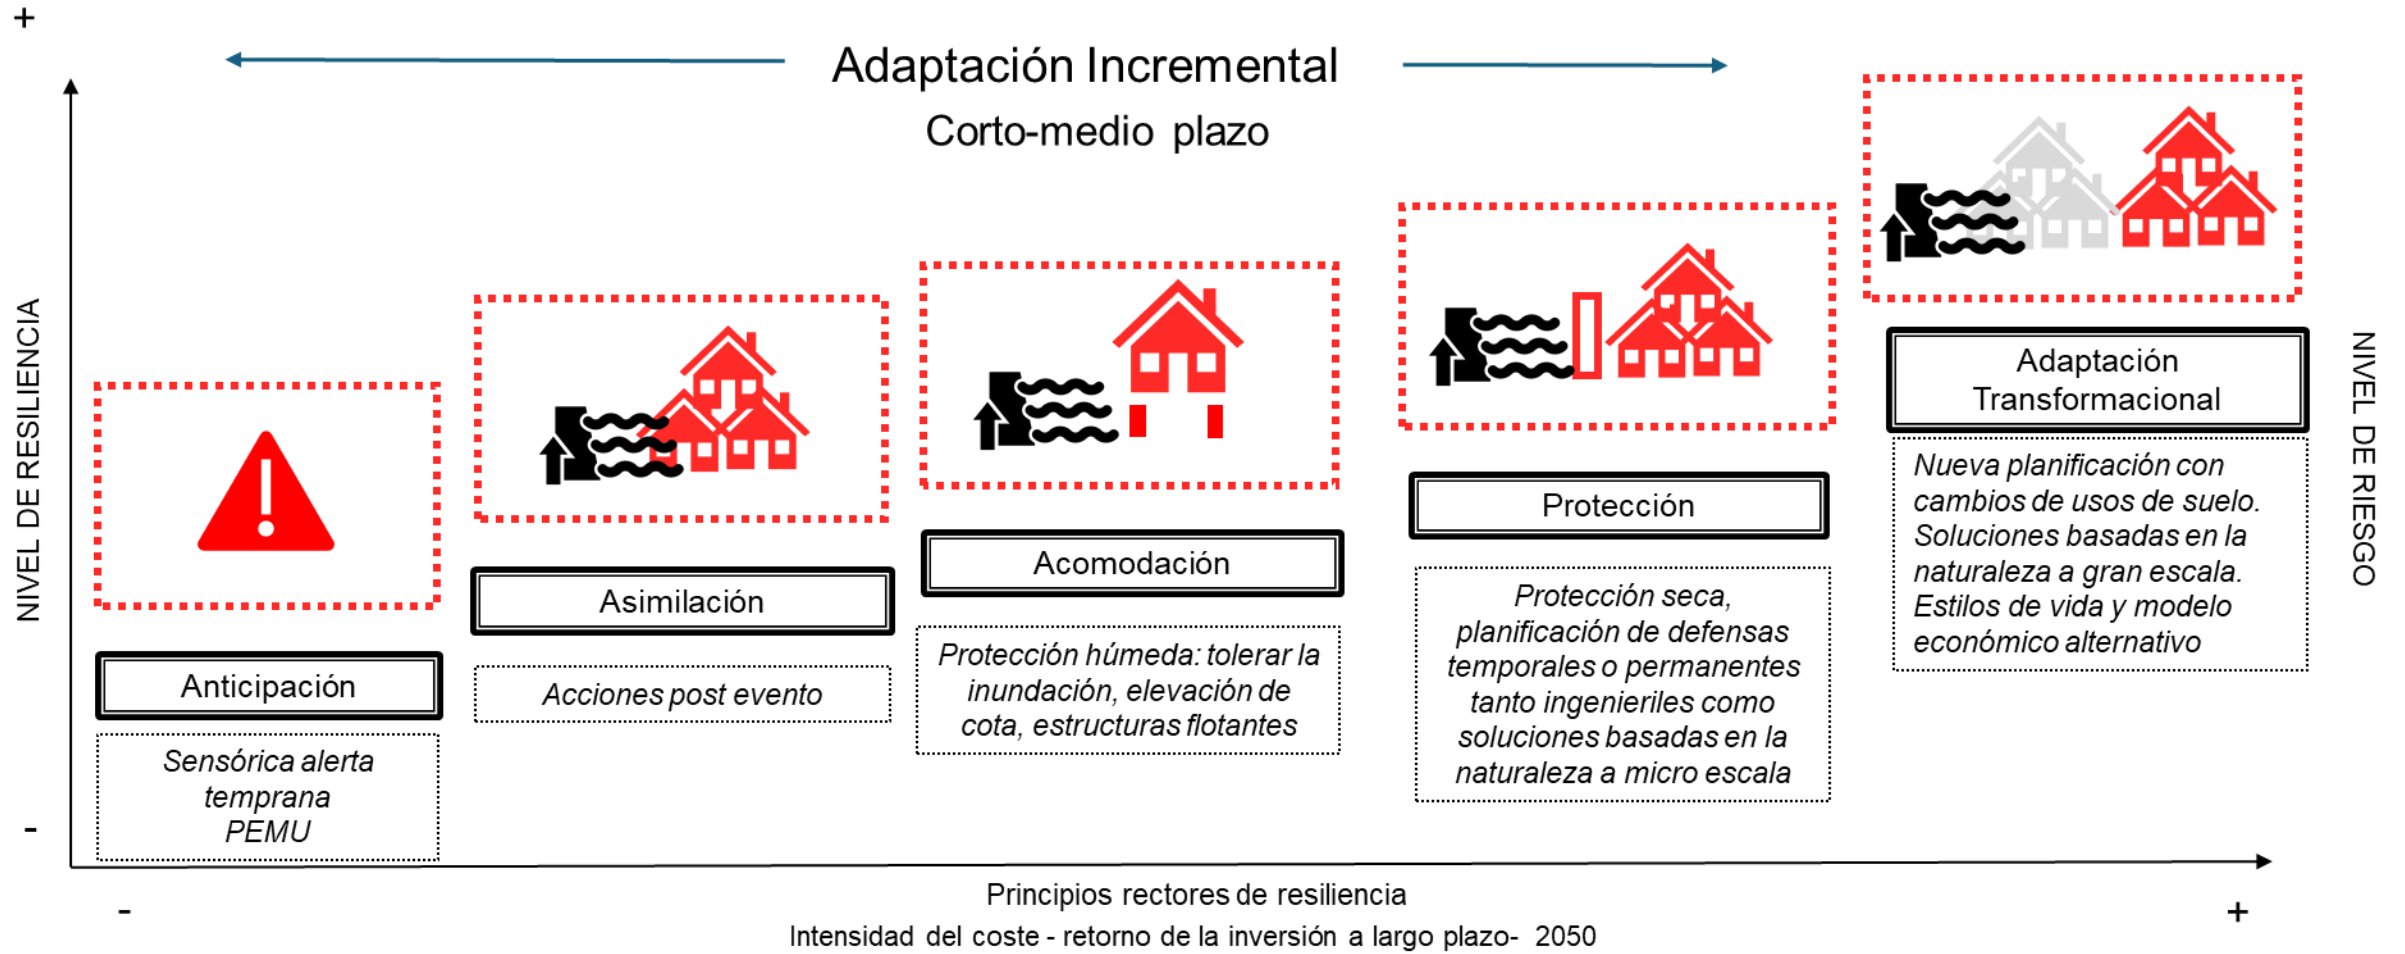 +
Adaptación Incremental
Corto-medio plazo
NIVEL DE RESILIENCIA
Anticipación
Sensórica alerta
temprana
PEMU
Asimilación
Acciones post evento
Acomodación
Protección húmeda: tolerar la
inundación, elevación de
cota, estructuras flotantes
Protección
Protección seca,
planificación de defensas
temporales o permanentes
tanto ingenieriles como
soluciones basadas en la
naturaleza a micro escala
Adaptación
Transformacional
Nueva planificación con
cambios de usos de suelo.
Soluciones basadas en la
naturaleza a gran escala.
Estilos de vida y modelo
económico alternativo
NIVEL DE RIESGO
-
-
Principios rectores de resiliencia
+
Intensidad del coste - retorno de la inversión a largo plazo- 2050